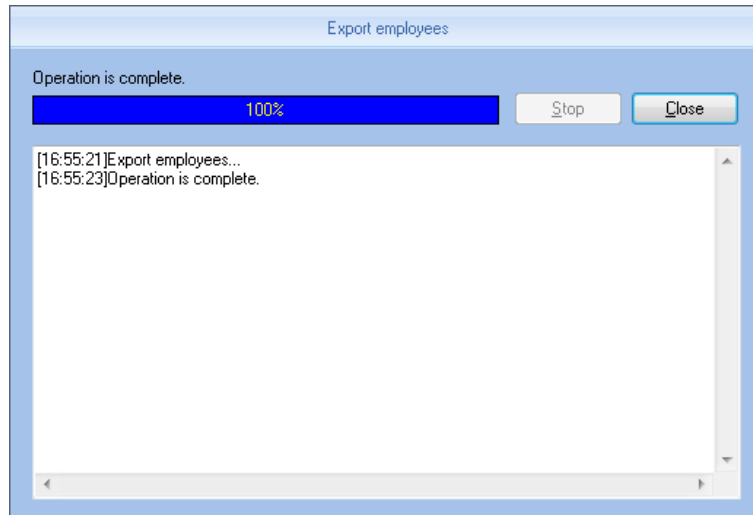 Export employees
Operation is complete.
100%
Stop
Close
[16:55:21]Export employees...
[16:55:23]Operation is complete.